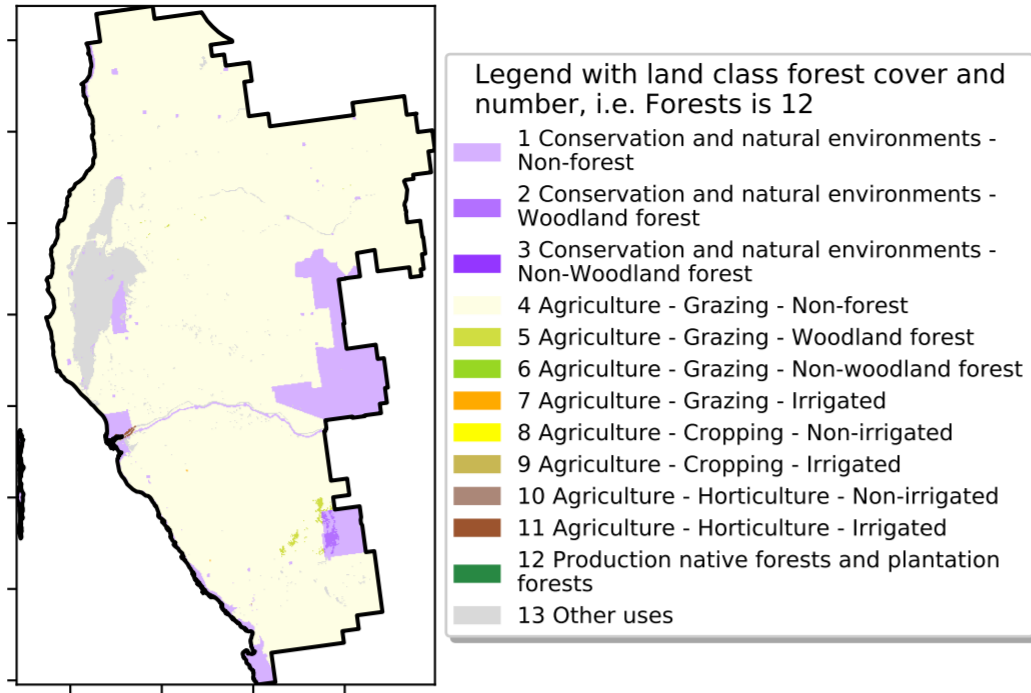 Legend with land class forest cover and
number, i.e. Forests is 12
1 Conservation and natural environments -
Non-forest
2 Conservation and natural environments -
Woodland forest
3 Conservation and natural environments -
Non-Woodland forest
4 Agriculture - Grazing - Non-forest
5 Agriculture - Grazing - Woodland forest
6 Agriculture - Grazing - Non-woodland forest
7 Agriculture - Grazing - Irrigated
8 Agriculture - Cropping - Non-irrigated
9 Agriculture - Cropping - Irrigated
10 Agriculture - Horticulture - Non-irrigated
11 Agriculture - Horticulture - Irrigated
12 Production native forests and plantation
forests
13 Other uses